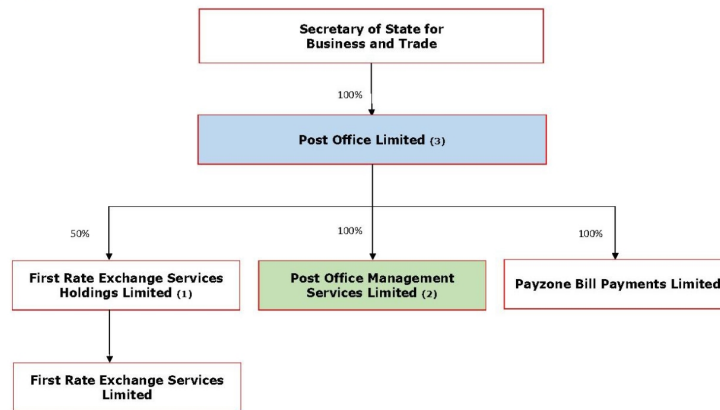 Secretary of State for
Business and Trade
100%
Post Office Limited (3)
50%
100%
100%
First Rate Exchange Services
Holdings Limited (1)
Post Office Management
Services Limited (2)
Payzone Bill Payments Limited
First Rate Exchange Services
Limited